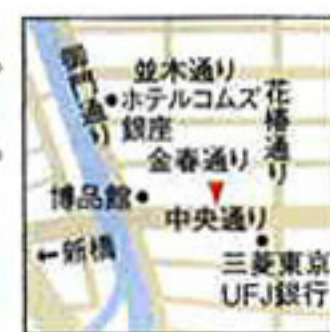 御門通り
並木通り
ホテルコムズ
銀座
花椿通り
金春通り
博品館
中央通り
←新橋
三菱東京
UFJ銀行